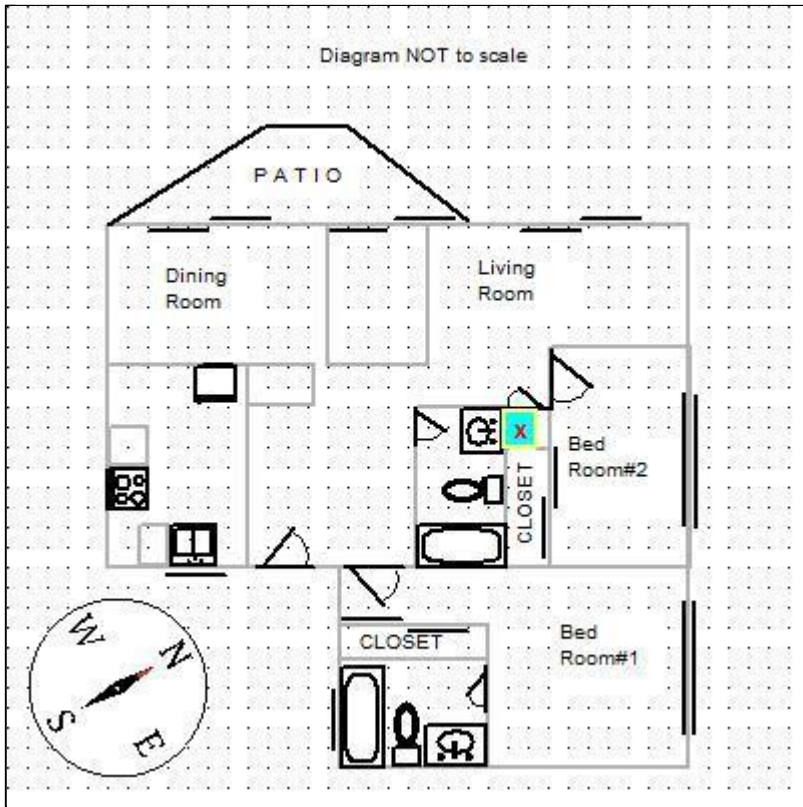 Diagram NOT to scale
PATIO
Dining
Room
Living
Room
X
Bed
Room#2
CLOSET
CLOSET
Bed
Room#1
W
N
S
E